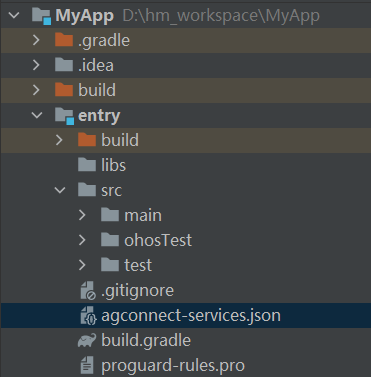 MyApp D:\hm_workspace\MyApp
.gradle
.idea
build
entry
build
libs
src
main
ohosTest
test
.gitignore
agconnect-services.json
build.gradle
proguard-rules.pro